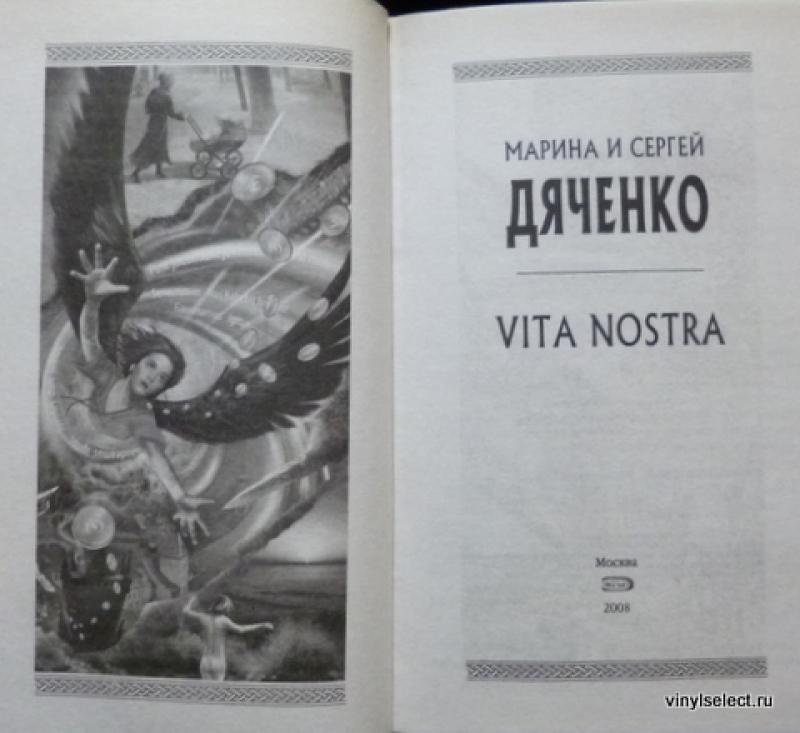 МАРИНА И СЕРГЕЙ
ДЯЧЕНКО
VITA NOSTRA
Москва
2008
vinylselect.ru